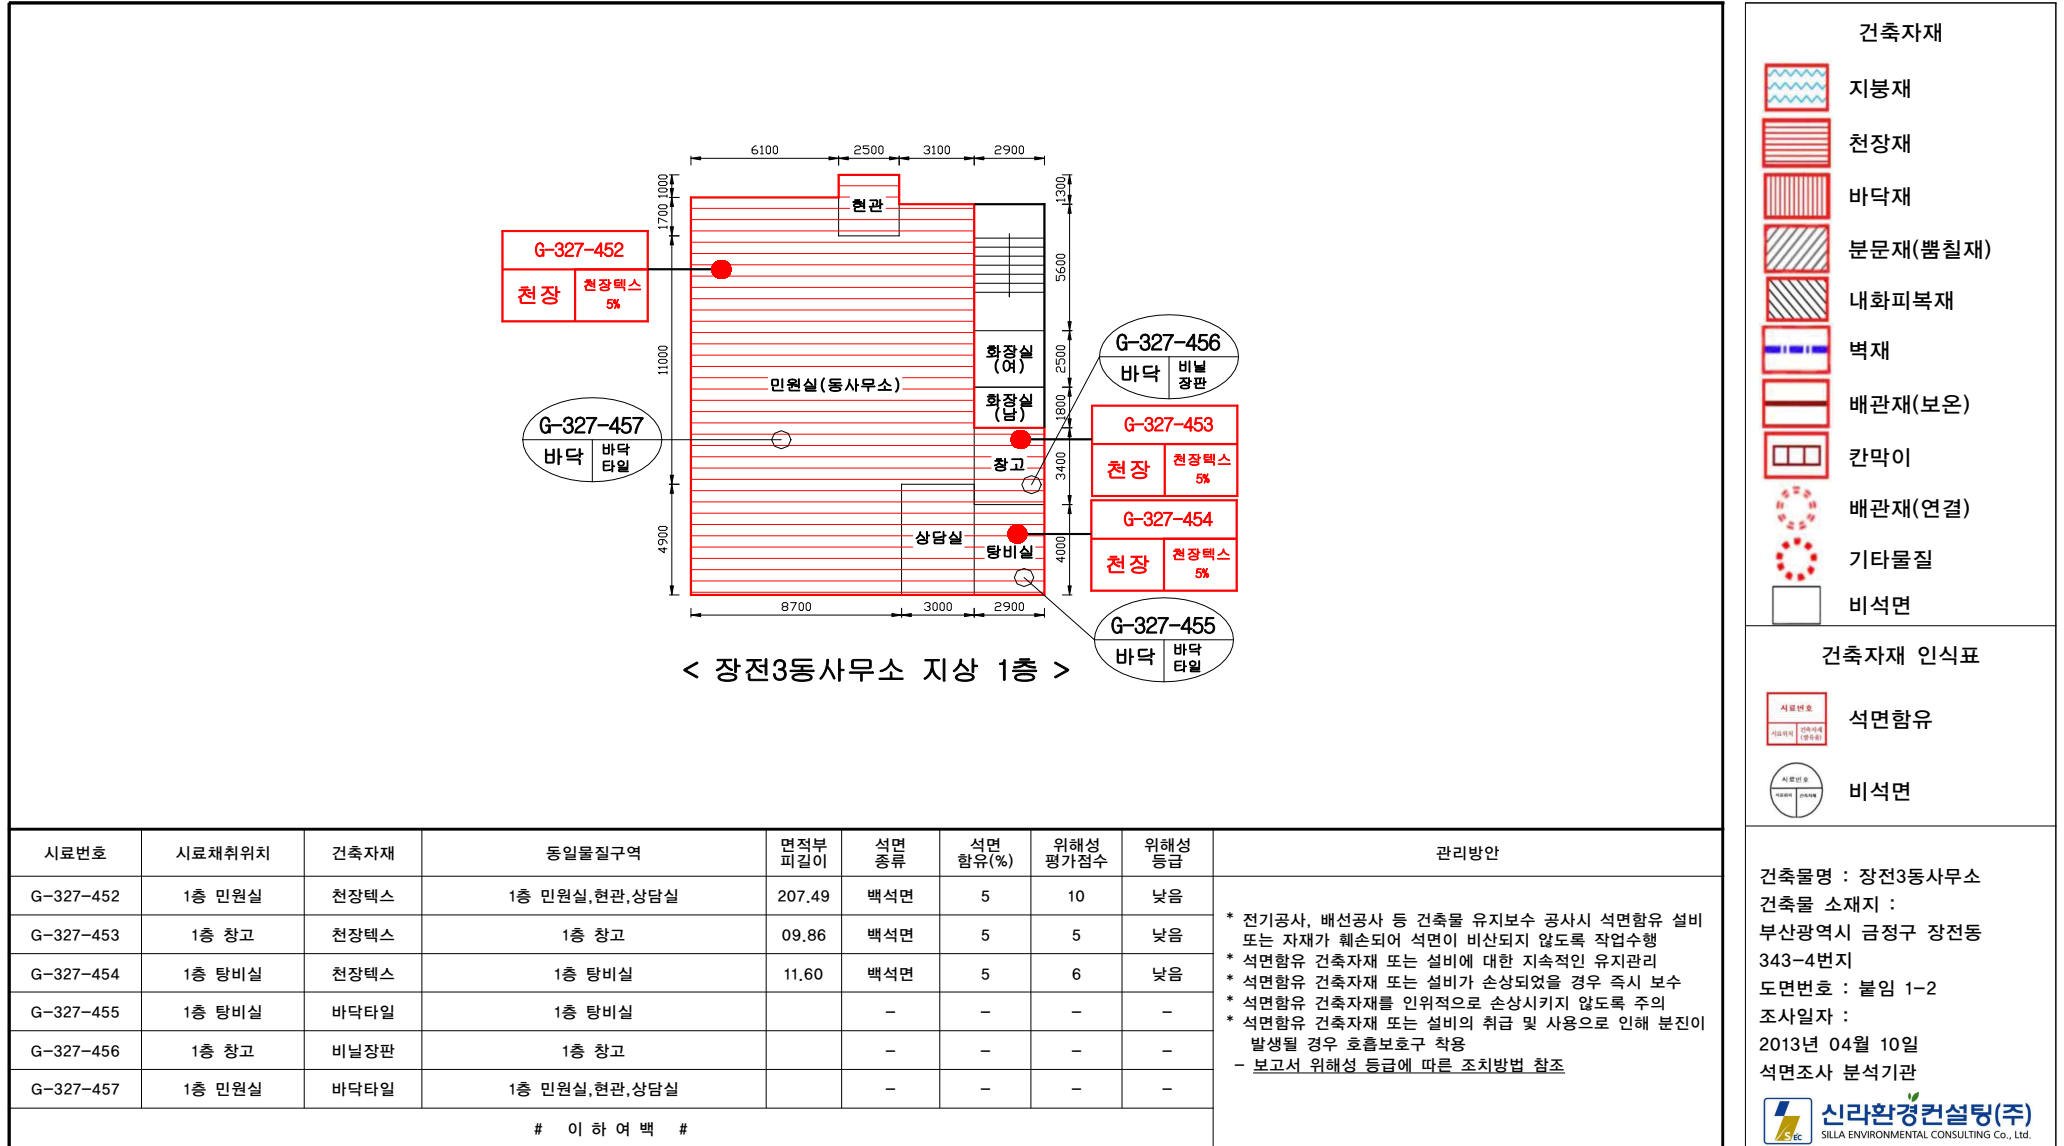 6100 2500 3100 2900
1000
1700
11000
4900
1300
5600
2500
1800
3400
4000
8700 3000 2900
현관
민원실(동사무소)
화장실
(여)
화장실
(남)
창고
상담실
탕비실
G-327-452
천장 천장텍스
5%
G-327-457
바닥 바닥
타일
G-327-456
바닥 비닐
장판
G-327-453
천장 천장텍스
5%
G-327-454
천장 천장텍스
5%
G-327-455
바닥 바닥
타일
< 장전3동사무소 지상 1층 >
시료번호 시료채취위치 건축자재 동일물질구역 면적부피길이 석면종류 석면함유(%) 위해성평가점수 위해성등급 관리방안
G-327-452 1층 민원실 천장텍스 1층 민원실,현관,상담실 207.49 백석면 5 10 낮음
G-327-453 1층 창고 천장텍스 1층 창고 09.86 백석면 5 5 낮음
G-327-454 1층 탕비실 천장텍스 1층 탕비실 11.60 백석면 5 6 낮음
G-327-455 1층 탕비실 바닥타일 1층 탕비실 - - - -
G-327-456 1층 창고 비닐장판 1층 창고 - - - -
G-327-457 1층 민원실 바닥타일 1층 민원실,현관,상담실 - - - -
# 이 하 여 백 #
* 전기공사, 배선공사 등 건축물 유지보수 공사시 석면함유 설비
또는 자재가 훼손되어 석면이 비산되지 않도록 작업수행
* 석면함유 건축자재 또는 설비에 대한 지속적인 유지관리
* 석면함유 건축자재 또는 설비가 손상되었을 경우 즉시 보수
* 석면함유 건축자재를 인위적으로 손상시키지 않도록 주의
* 석면함유 건축자재 또는 설비의 취급 및 사용으로 인해 분진이
발생될 경우 호흡보호구 착용
- 보고서 위해성 등급에 따른 조치방법 참조
건축자재
지붕재
천장재
바닥재
분문재(뿜칠재)
내화피복재
벽재
배관재(보온)
칸막이
배관재(연결)
기타물질
비석면
건축자재 인식표
시료번호
시료위치 건축자재
(함유율)
석면함유
시료번호
시료위치 건축자재
비석면
건축물명 : 장전3동사무소
건축물 소재지 :
부산광역시 금정구 장전동
343-4번지
도면번호 : 붙임 1-2
조사일자 :
2013년 04월 10일
석면조사 분석기관
SEC 신라환경컨설팅(주)
SILLA ENVIRONMENTAL CONSULTING Co., Ltd.